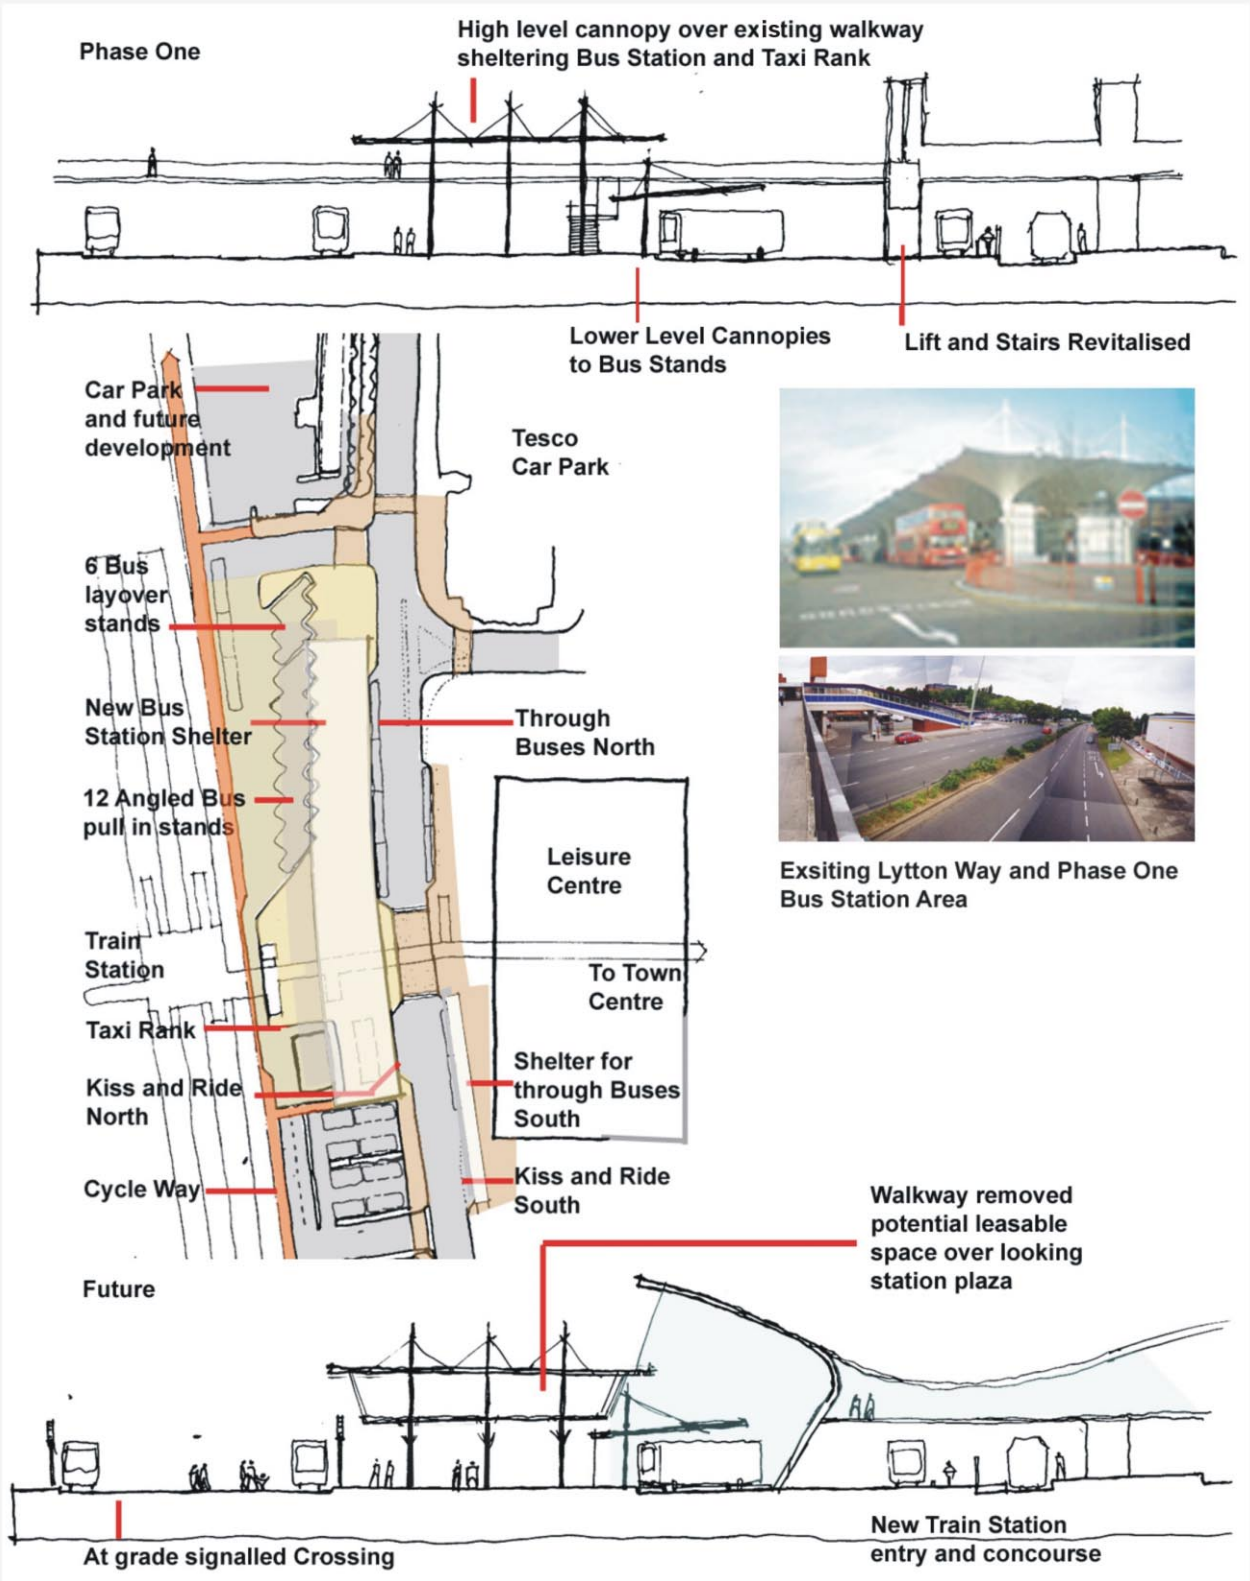 Phase One
High level cannopy over existing walkway
sheltering Bus Station and Taxi Rank
Lower Level Cannopies
to Bus Stands
Lift and Stairs Revitalised
Car Park
and future
development
Tesco
Car Park
6 Bus
layover
stands
New Bus
Station Shelter
Through
Buses North
12 Angled Bus
pull in stands
Leisure
Centre
Exsiting Lytton Way and Phase One
Bus Station Area
Train
Station
To Town
Centre
Taxi Rank
Shelter for
through Buses
South
Kiss and Ride
North
Cycle Way
Kiss and Ride
South
Walkway removed
potential leasable
space over looking
station plaza
Future
At grade signalled Crossing
New Train Station
entry and concourse